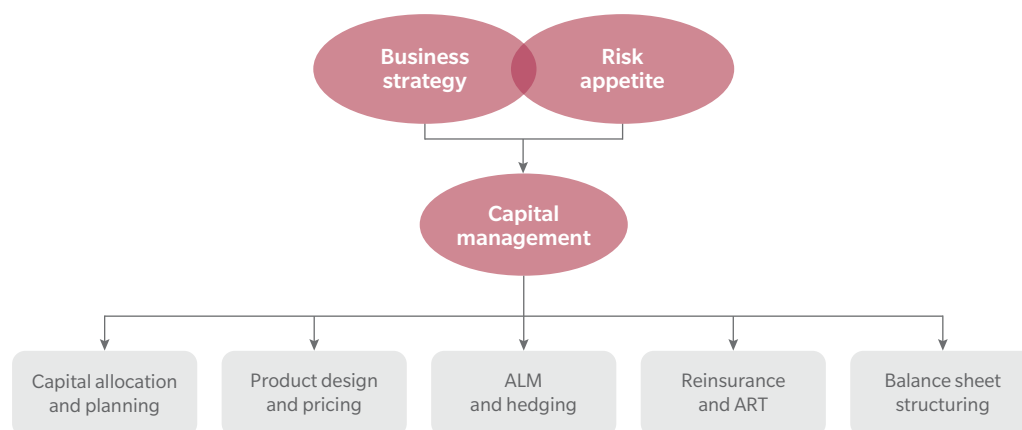 Business
strategy
Risk
appetite
Capital
management
Capital allocation
and planning
Product design
and pricing
ALM
and hedging
Reinsurance
and ART
Balance sheet
structuring